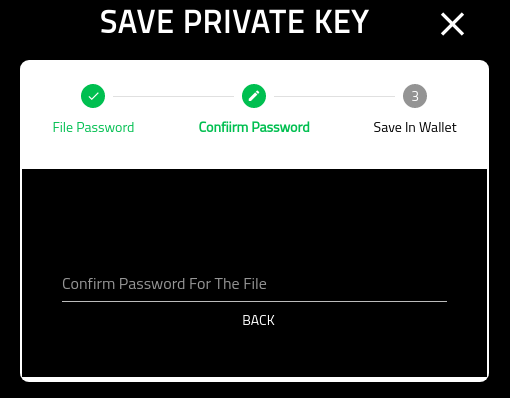 SAVE PRIVATE KEY
3
File Password Confiirm Password Save In Wallet
Confirm Password For The File
BACK